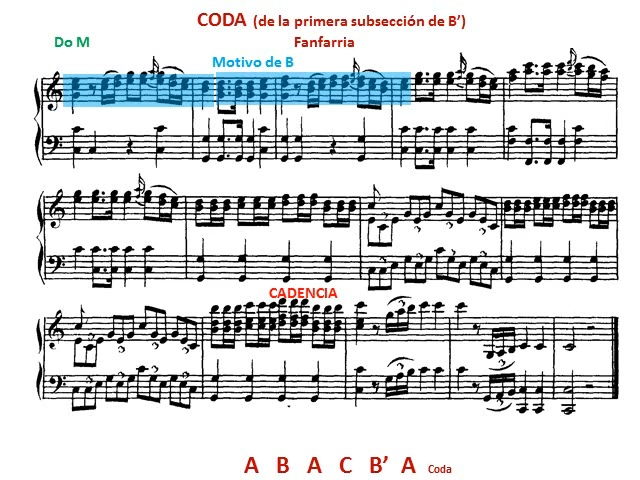 CODA (de la primera subsección de B’)
Do M Fanfarria
Motivo de B
CADENCIA
A B A C B’ A Coda